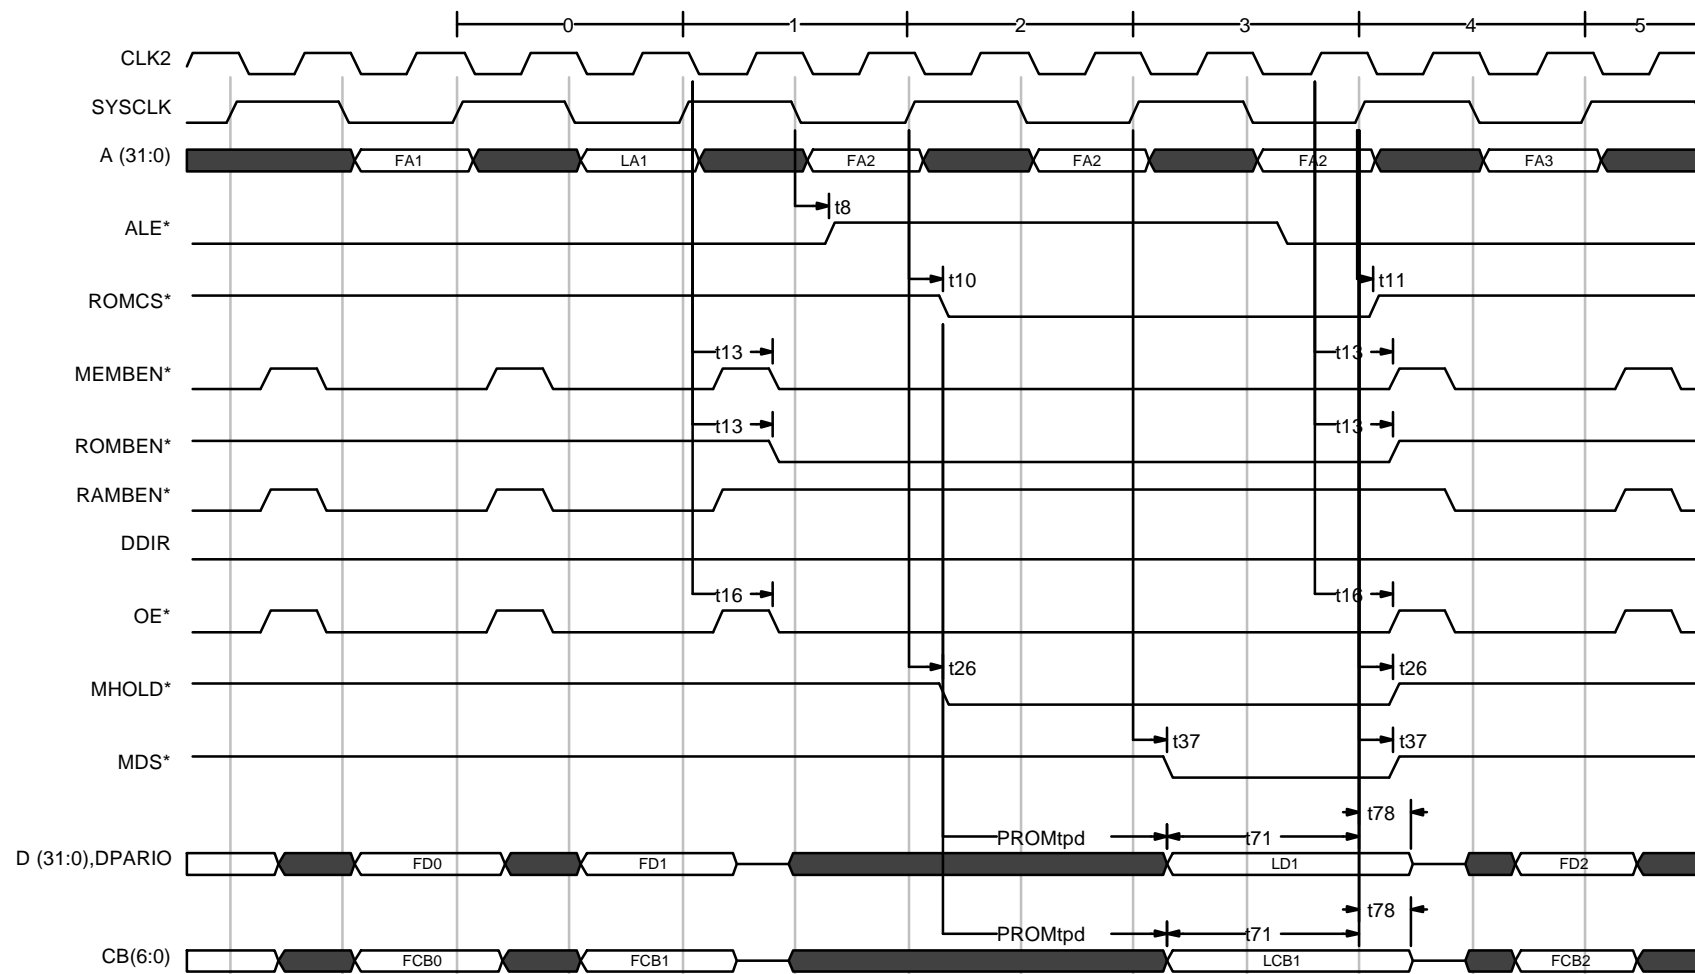 0 1 2 3 4 5
CLK2
SYSCLK
A (31:0) FA1 LA1 FA2 FA2 FA2 FA3
t8
ALE*
t10 t11
ROMCS*
t13 t13
MEMBEN*
t13 t13
ROMBEN*
RAMBEN*
DDIR
t16 t16
OE*
t26 t26
MHOLD*
t37 t37
MDS*
t78
PROMtpd t71
D (31:0),DPARIO FD0 FD1 LD1 FD2
t78
PROMtpd t71
CB(6:0) FCB0 FCB1 LCB1 FCB2